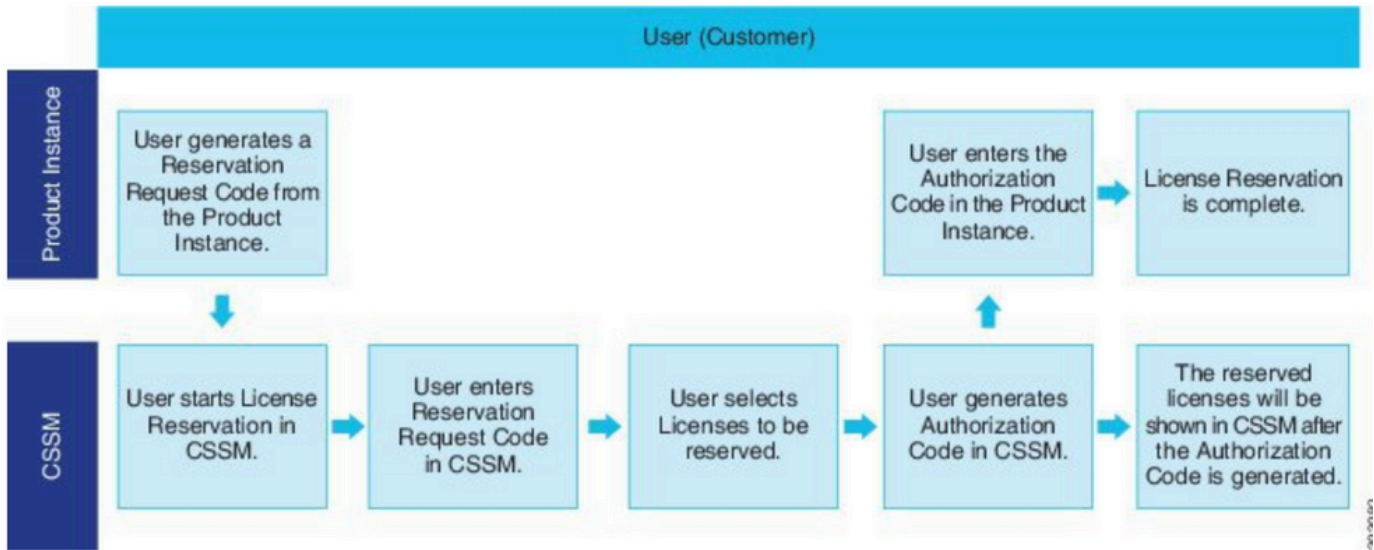 User (Customer)
Product Instance
User generates a
Reservation
Request Code from
the Product
Instance.
User enters the
Authorization
Code in the Product
Instance.
License Reservation
is complete.
CSSM
User starts License
Reservation in
CSSM.
User enters
Reservation
Request Code
in CSSM.
User selects
Licenses to be
reserved.
User generates
Authorization
Code in CSSM.
The reserved
licenses will be
shown in CSSM after
the Authorization
Code is generated.